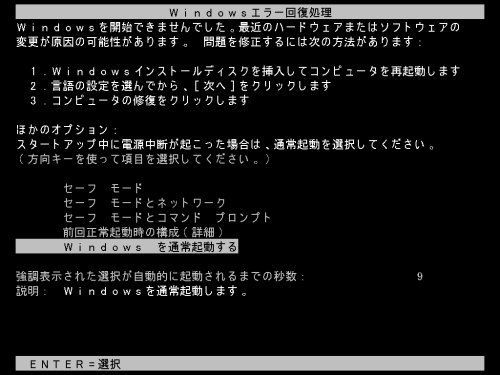 Ｗｉｎｄｏｗｓエラー回復処理
Ｗｉｎｄｏｗｓを開始できませんでした。最近のハードウェアまたはソフトウェアの
変更が原因の可能性があります。 問題を修正するには次の方法があります：
１．Ｗｉｎｄｏｗｓインストールディスクを挿入してコンピュータを再起動します
２．言語の設定を選んでから、［次へ］をクリックします
３．コンピュータの修復をクリックします
ほかのオプション：
スタートアップ中に電源中断が起こった場合は、通常起動を選択してください。
（方向キーを使って項目を選択してください。）
セーフ モード
セーフ モードとネットワーク
セーフ モードとコマンド プロンプト
前回正常起動時の構成（詳細）
Ｗｉｎｄｏｗｓ を通常起動する
強調表示された選択が自動的に起動されるまでの秒数： 9
説明： Ｗｉｎｄｏｗｓを通常起動します。
ＥＮＴＥＲ＝選択